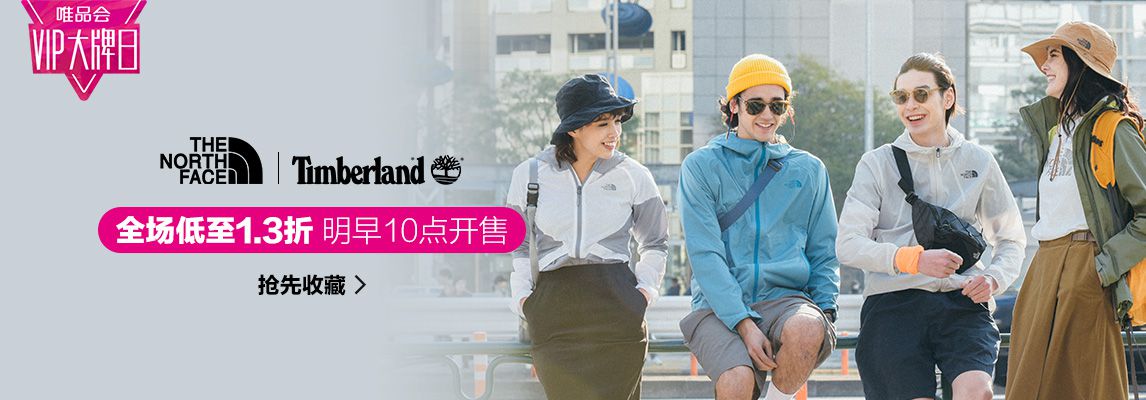 唯品会
VIP大牌日
THE
NORTH
FACE
Timberland
全场低至1.3折 明早10点开售
抢先收藏 >